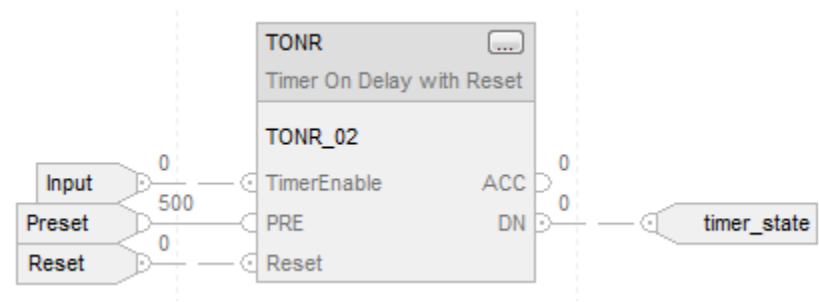 TONR ...
Timer On Delay with Reset
TONR_02
Input 0 TimerEnable ACC 0
Preset 500 PRE DN 0 timer_state
Reset 0 Reset